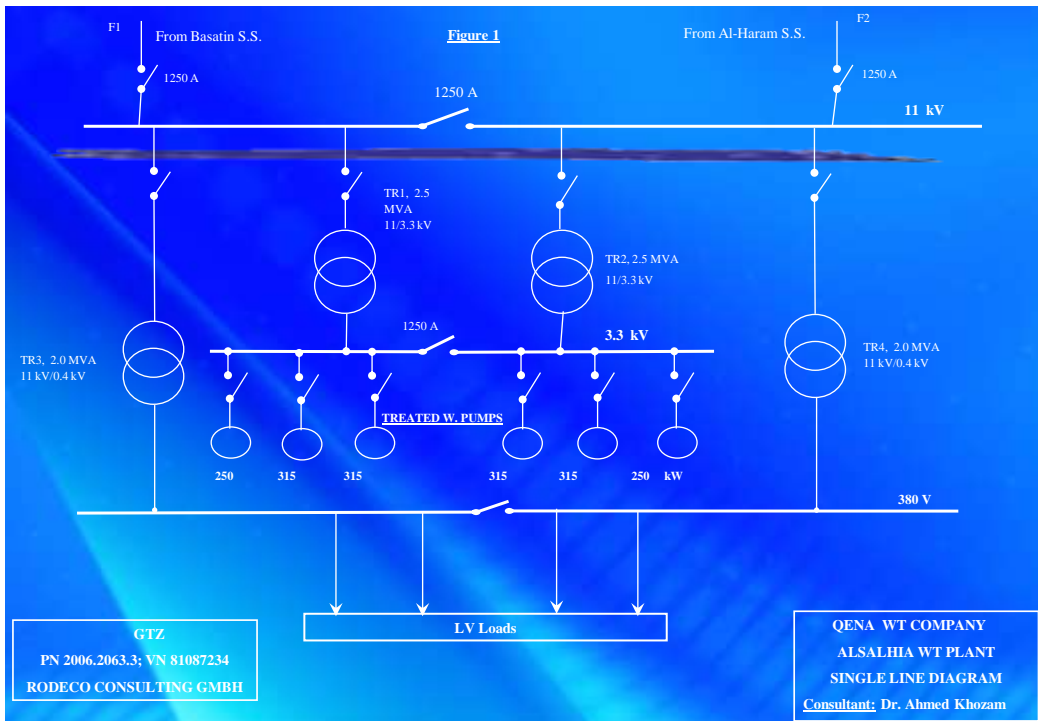 F1
From Basatin S.S.
Figure 1
From Al-Haram S.S.
F2
1250 A
1250 A
1250 A
11 kV
TR1, 2.5
MVA
11/3.3 kV
TR2, 2.5 MVA
11/3.3 kV
1250 A
3.3 kV
TR3, 2.0 MVA
11 kV/0.4 kV
TR4, 2.0 MVA
11 kV/0.4 kV
TREATED W. PUMPS
250 315 315 315 315 250 kW
380 V
LV Loads
GTZ
PN 2006.2063.3; VN 81087234
RODECO CONSULTING GMBH
QENA WT COMPANY
ALSALHIA WT PLANT
SINGLE LINE DIAGRAM
Consultant: Dr. Ahmed Khozam